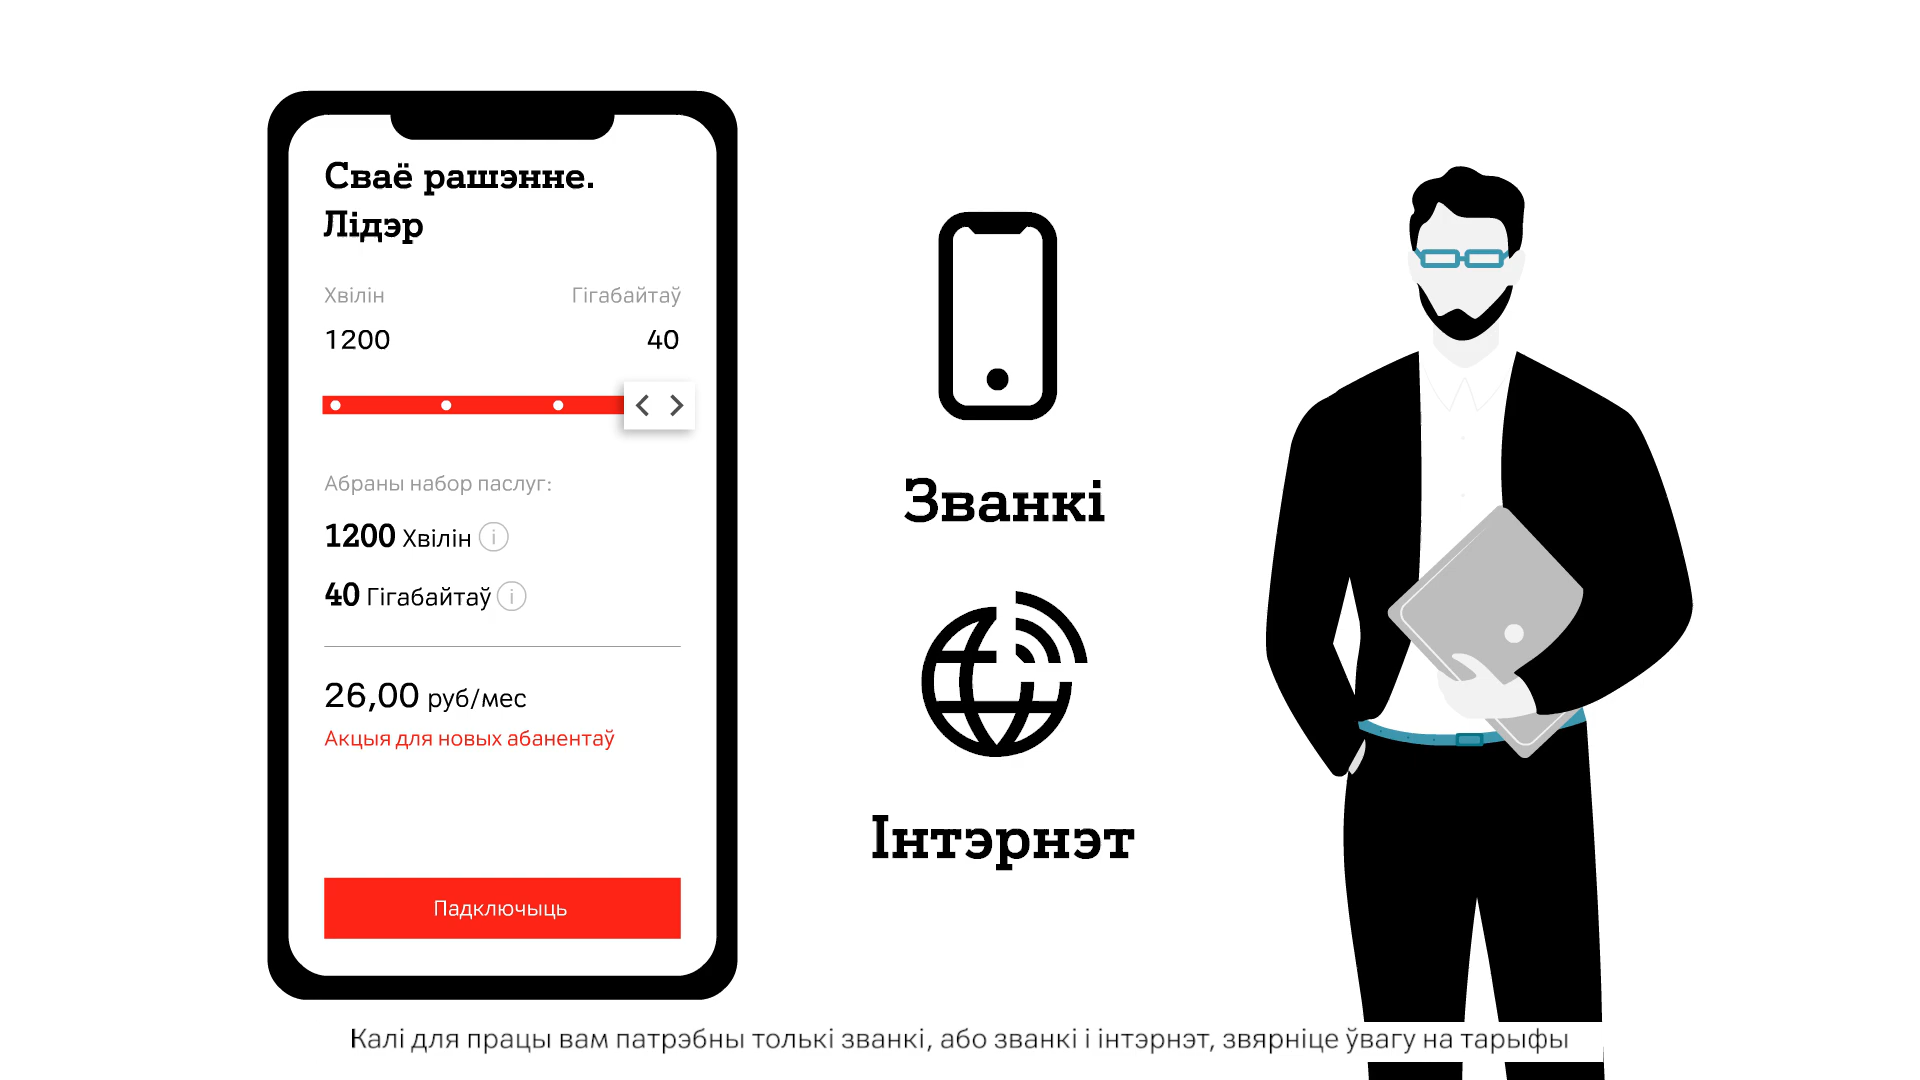 Сваё рашэнне.
Лідэр
Хвілін Гігабайтаў
1200 40
Абраны набор паслуг:
1200 Хвілін i
40 Гігабайтаў i
26,00 руб/мес
Акцыя для новых абанентаў
Падключыць
Званкі
Інтэрнэт
Калі для працы вам патрэбны толькі званкі, або званкі і інтэрнэт, звярніце ўвагу на тарыфы